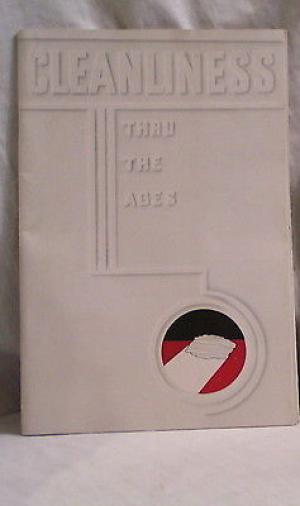 CLEANLINESS
THRU
THE
AGES